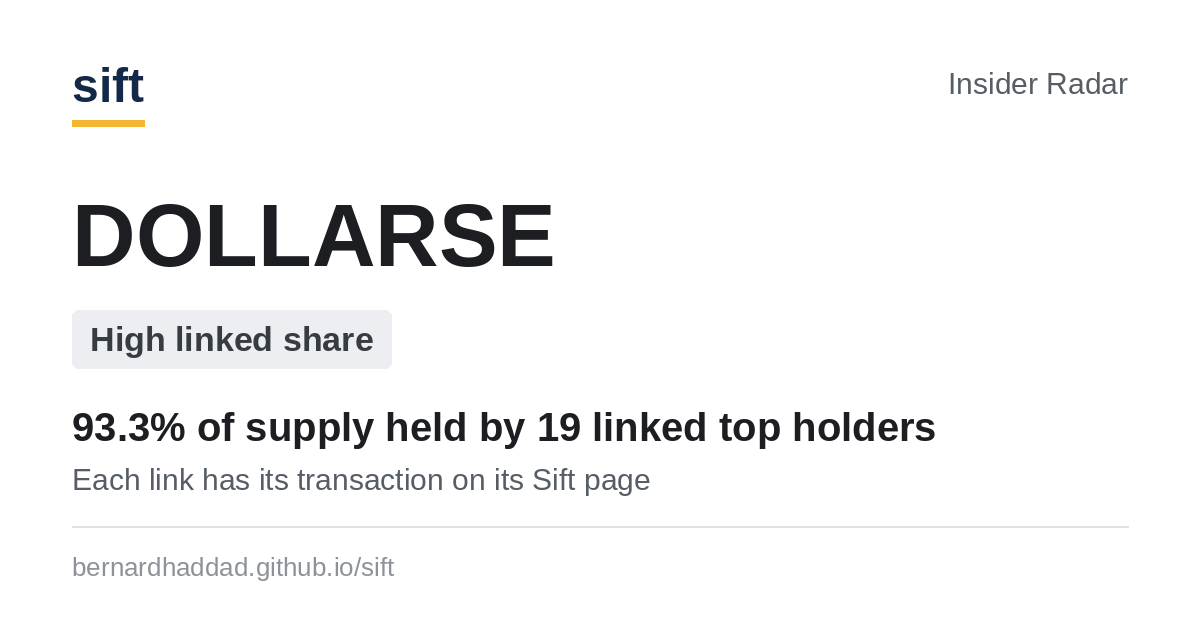 sift
Insider Radar
DOLLARSE
High linked share
93.3% of supply held by 19 linked top holders
Each link has its transaction on its Sift page
bernardhaddad.github.io/sift